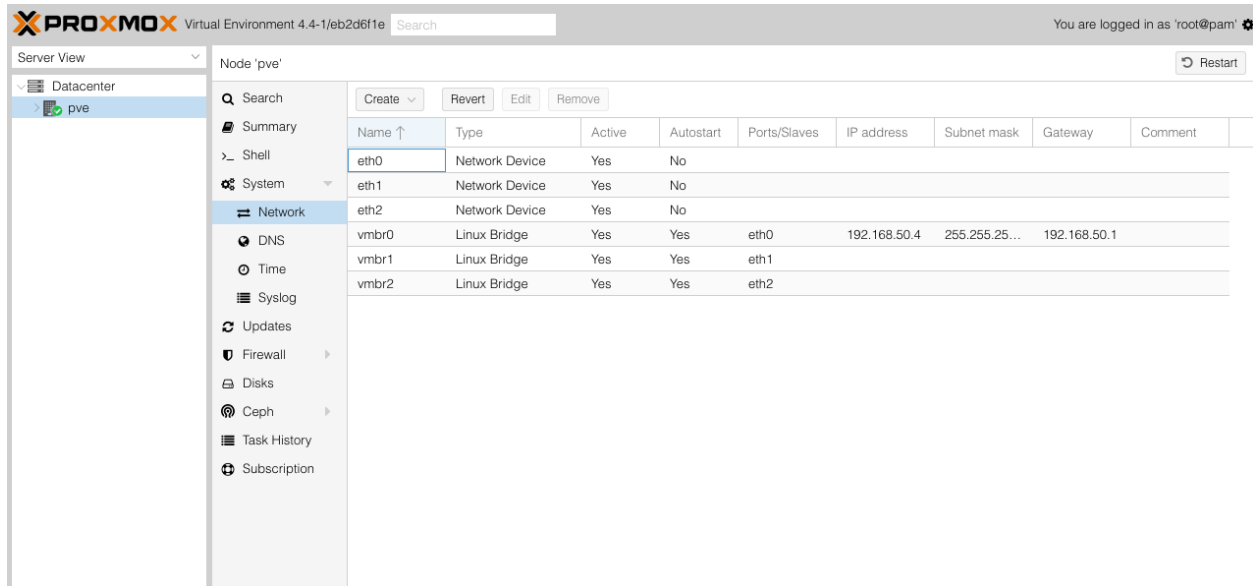 PROXMOX Virtual Environment 4.4-1/eb2d6f1e Search You are logged in as 'root@pam'
Server View
Datacenter
pve
Node 'pve' Restart
Search
Summary
>_ Shell
System
Network
DNS
Time
Syslog
Updates
Firewall
Disks
Ceph
Task History
Subscription
Create Revert Edit Remove
Name Type Active Autostart Ports/Slaves IP address Subnet mask Gateway Comment
eth0 Network Device Yes No
eth1 Network Device Yes No
eth2 Network Device Yes No
vmbr0 Linux Bridge Yes Yes eth0 192.168.50.4 255.255.25... 192.168.50.1
vmbr1 Linux Bridge Yes Yes eth1
vmbr2 Linux Bridge Yes Yes eth2